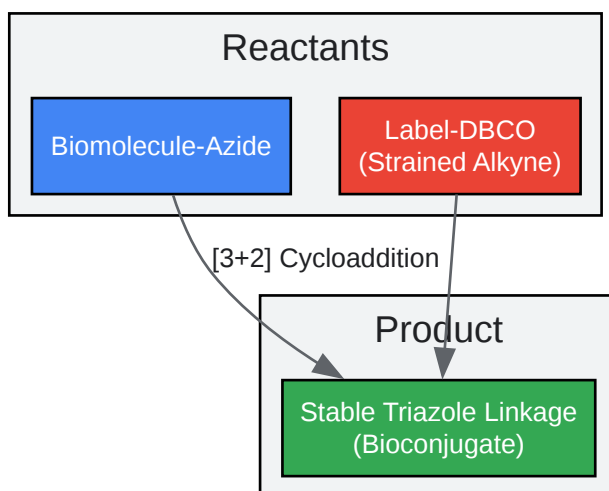 Reactants
Biomolecule-Azide
Label-DBCO
(Strained Alkyne)
[3+2] Cycloaddition
Product
Stable Triazole Linkage
(Bioconjugate)